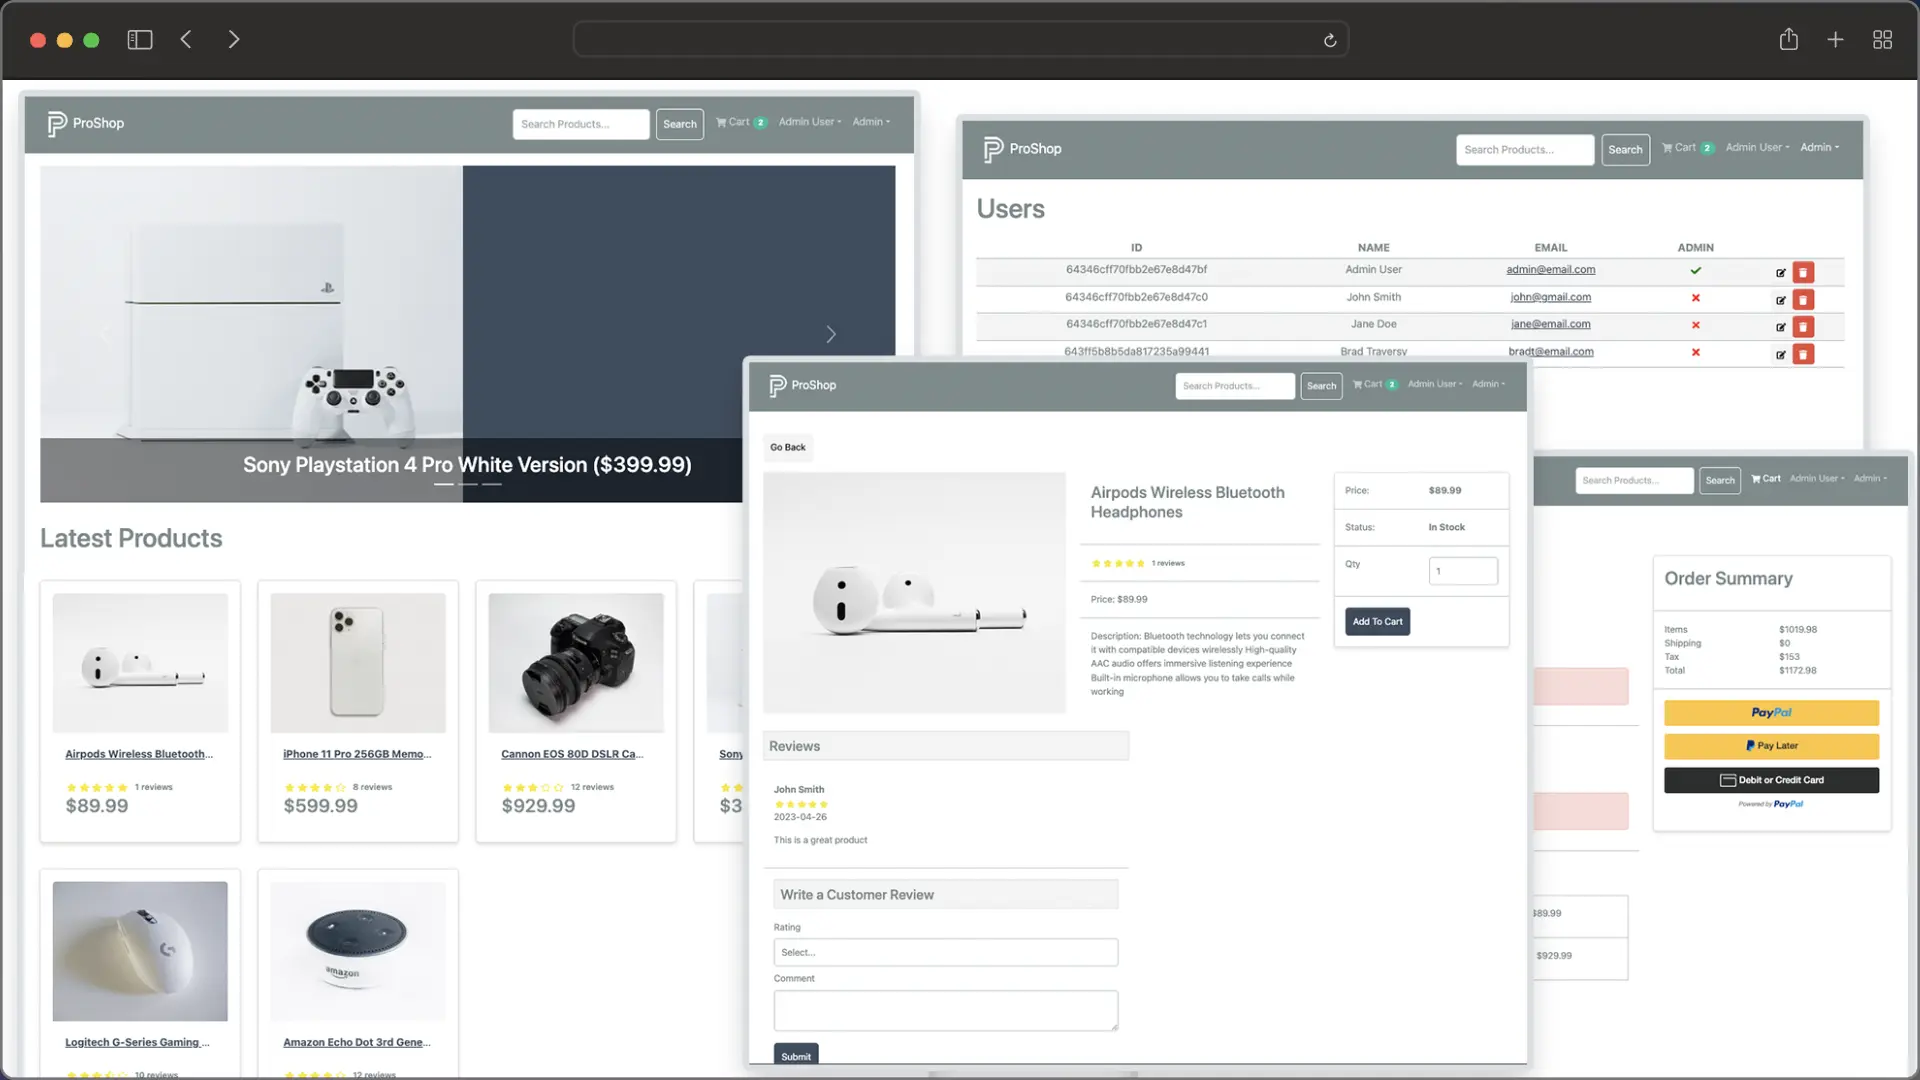 ProShop
Search Products...
Search
Cart 2
Admin User
Admin
Sony Playstation 4 Pro White Version ($399.99)
Latest Products
Airpods Wireless Bluetooth...
1 reviews
$89.99
iPhone 11 Pro 256GB Memo...
8 reviews
$599.99
Cannon EOS 80D DSLR Ca...
12 reviews
$929.99
Sony
$3
amazon
Logitech G-Series Gaming ...
10 reviews
Amazon Echo Dot 3rd Gene...
12 reviews
ProShop
Search Products...
Search
Cart 2
Admin User
Admin
Users
ID NAME EMAIL ADMIN
64346cff70fbb2e67e8d47bf Admin User admin@email.com
64346cff70fbb2e67e8d47c0 John Smith john@gmail.com
64346cff70fbb2e67e8d47c1 Jane Doe jane@email.com
643ff5b8b5da817235a99441 Brad Traversy bradt@email.com
ProShop
Search Products...
Search
Cart 2
Admin User
Admin
Go Back
Airpods Wireless Bluetooth
Headphones
1 reviews
Price: $89.99
Description: Bluetooth technology lets you connect
it with compatible devices wirelessly High-quality
AAC audio offers immersive listening experience
Built-in microphone allows you to take calls while
working
Price: $89.99
Status: In Stock
Qty 1
Add To Cart
Reviews
John Smith
2023-04-26
This is a great product
Write a Customer Review
Rating
Select...
Comment
Submit
Search Products...
Search
Cart
Admin User
Admin
Order Summary
Items $1019.98
Shipping $0
Tax $153
Total $1172.98
PayPal
Pay Later
Debit or Credit Card
Powered by PayPal
$89.99
$929.99